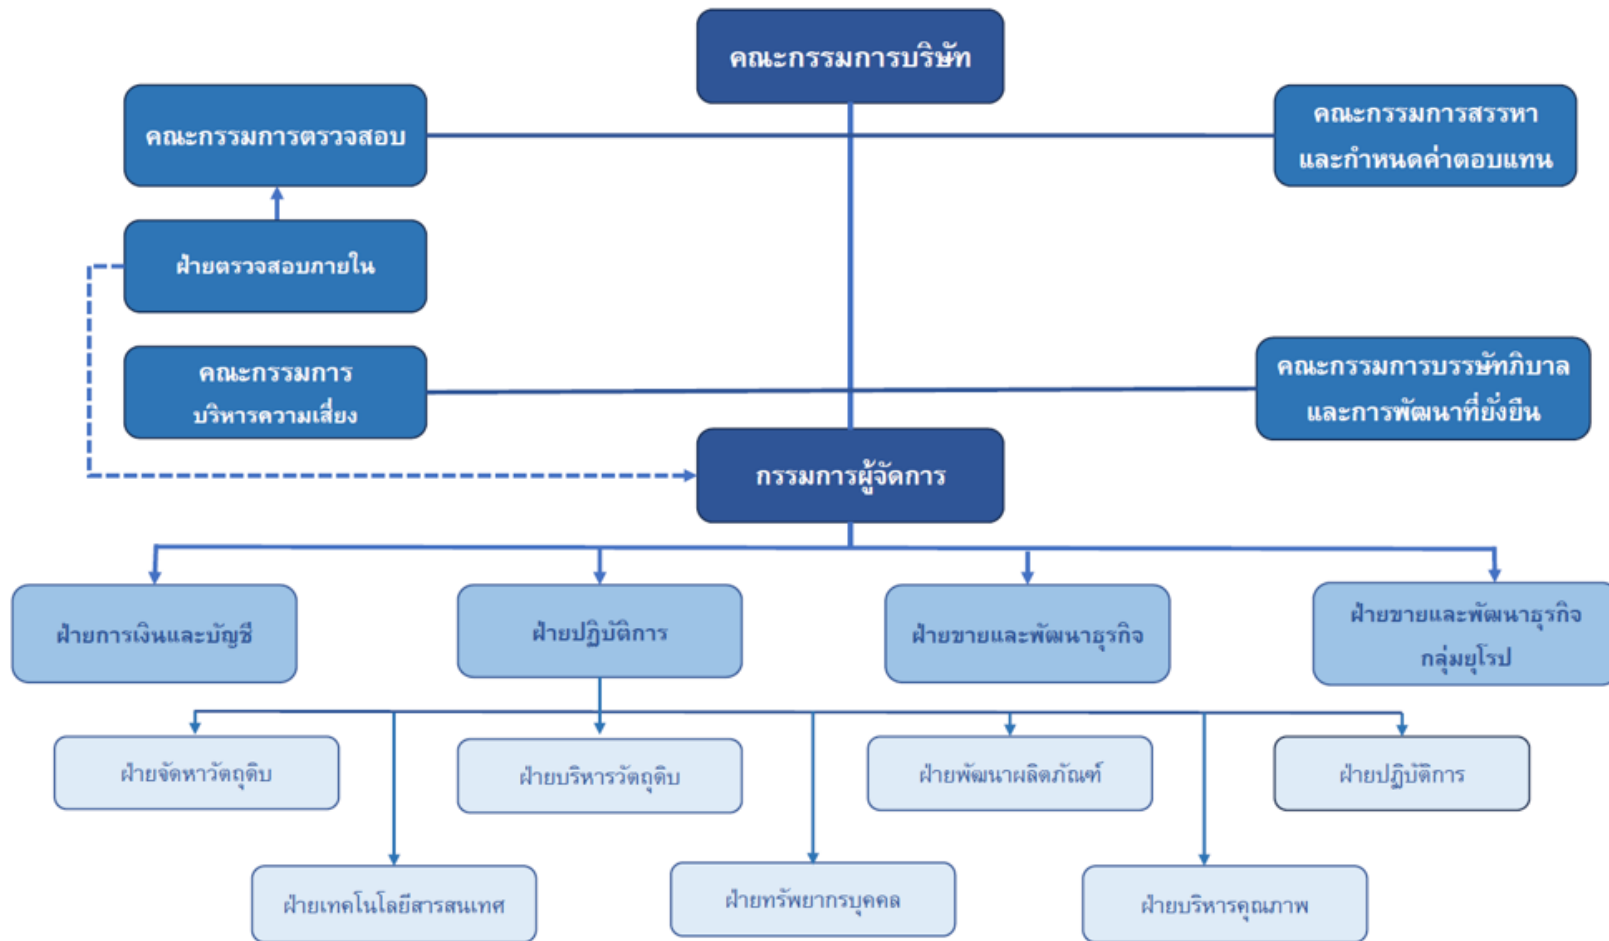 คณะกรรมการบริษัท
คณะกรรมการตรวจสอบ
คณะกรรมการสรรหา
และกำหนดค่าตอบแทน
ฝ่ายตรวจสอบภายใน
คณะกรรมการ
บริหารความเสี่ยง
คณะกรรมการบรรษัทภิบาล
และการพัฒนาที่ยั่งยืน
กรรมการผู้จัดการ
ฝ่ายการเงินและบัญชี
ฝ่ายปฏิบัติการ
ฝ่ายขายและพัฒนาธุรกิจ
ฝ่ายขายและพัฒนาธุรกิจ
กลุ่มยุโรป
ฝ่ายจัดหาวัตถุดิบ
ฝ่ายบริหารวัตถุดิบ
ฝ่ายพัฒนาผลิตภัณฑ์
ฝ่ายปฏิบัติการ
ฝ่ายเทคโนโลยีสารสนเทศ
ฝ่ายทรัพยากรบุคคล
ฝ่ายบริหารคุณภาพ